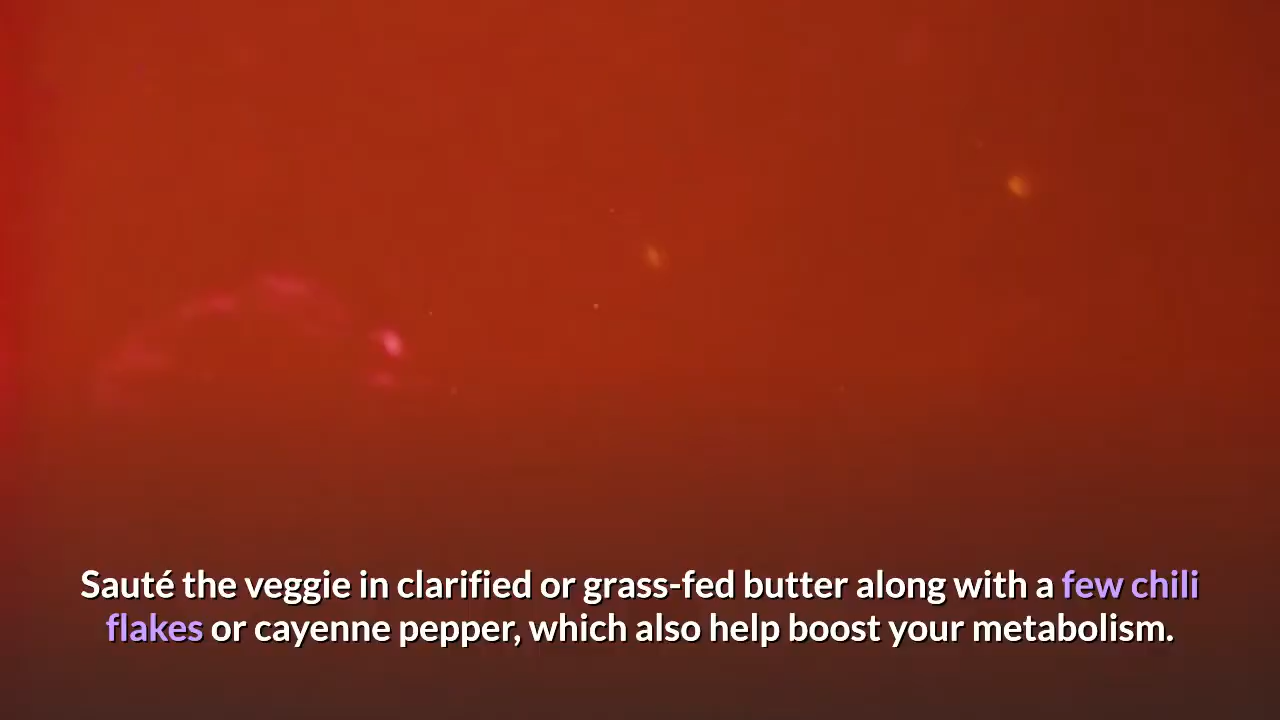 Sauté the veggie in clarified or grass-fed butter along with a few chili
flakes or cayenne pepper, which also help boost your metabolism.